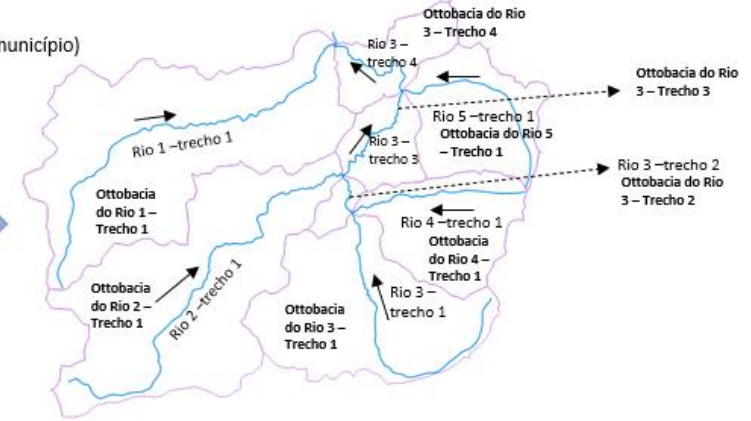 município)
Ottobacia do Rio
3 – Trecho 4
Rio 3 –
trecho 4
Ottobacia do Rio
3 – Trecho 3
Rio 1 –trecho 1
Rio 5 –trecho 1
Ottobacia do Rio 5
– Trecho 1
Rio 3 –
trecho 3
Rio 3 –trecho 2
Ottobacia do Rio
3 – Trecho 2
Ottobacia
do Rio 1 –
Trecho 1
Rio 4 –trecho 1
Ottobacia
do Rio 4 –
Trecho 1
Ottobacia
do Rio 2 –
Trecho 1
Rio 2 –trecho 1
Rio 3 –
trecho 1
Ottobacia
do Rio 3 –
Trecho 1